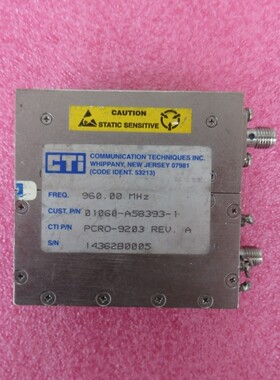 CAUTION
STATIC SENSITIVE
CTi
COMMUNICATION TECHNIQUES INC.
WHIPPANY, NEW JERSEY 07981
(CODE IDENT. 53213)
FREQ. 960.00 MHz
CUST. P/N 01060-AS8393-1
CTI P/N PCRO-9203 REV. A
S/N 1436280005